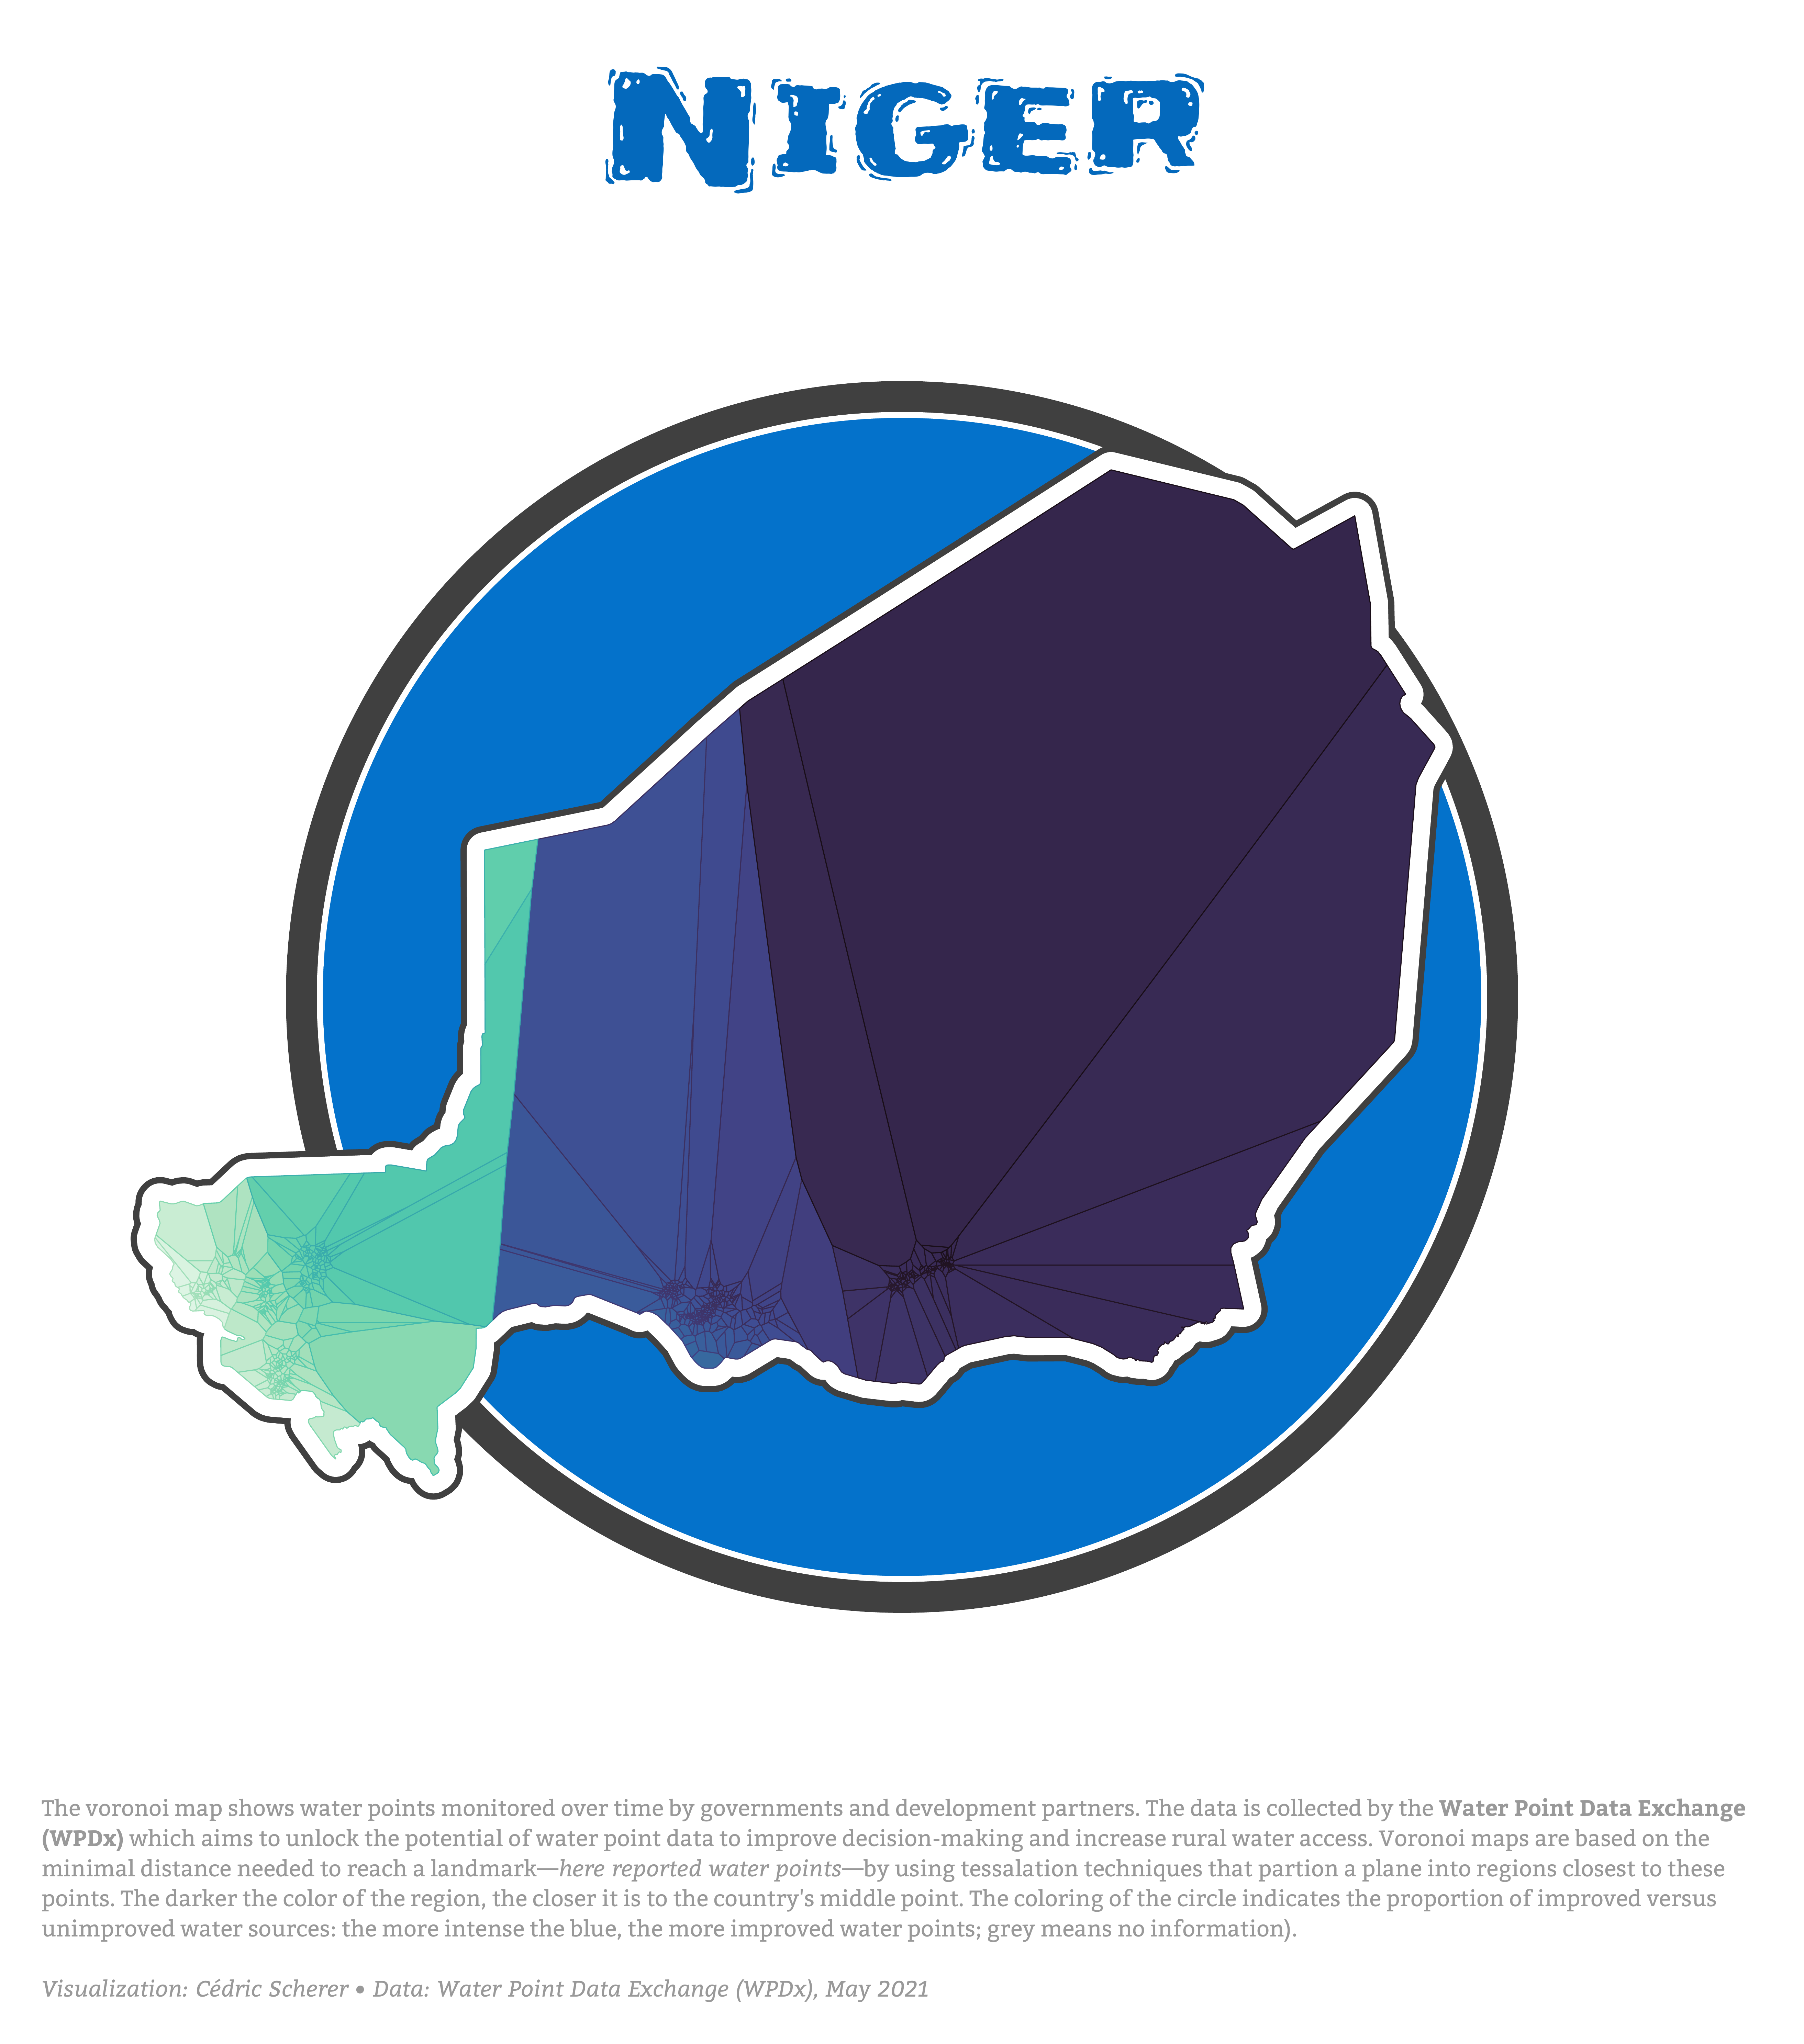 NIGER
The voronoi map shows water points monitored over time by governments and development partners. The data is collected by the Water Point Data Exchange
(WPDx) which aims to unlock the potential of water point data to improve decision-making and increase rural water access. Voronoi maps are based on the
minimal distance needed to reach a landmark—here reported water points—by using tessalation techniques that partion a plane into regions closest to these
points. The darker the color of the region, the closer it is to the country's middle point. The coloring of the circle indicates the proportion of improved versus
unimproved water sources: the more intense the blue, the more improved water points; grey means no information).
Visualization: Cédric Scherer • Data: Water Point Data Exchange (WPDx), May 2021